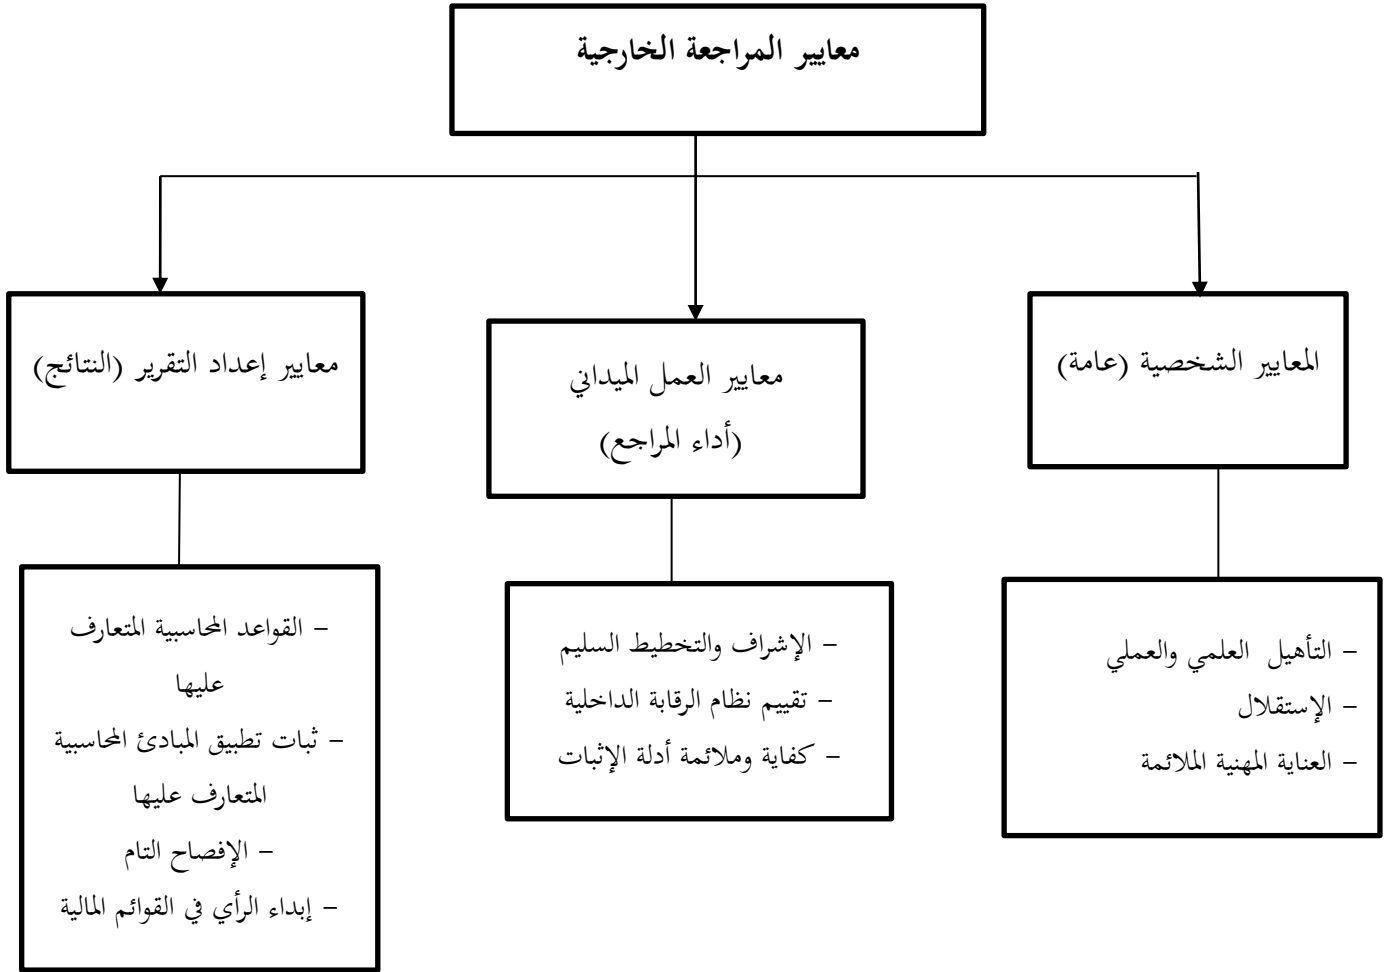 معايير المراجعة الخارجية
المعايير الشخصية (عامة)
معايير العمل الميداني
(أداء المراجع)
معايير إعداد التقرير (النتائج)
- التأهيل العلمي والعملي
- الإستقلال
- العناية المهنية الملائمة
- الإشراف والتخطيط السليم
- تقييم نظام الرقابة الداخلية
- كفاية وملائمة أدلة الإثبات
- القواعد المحاسبية المتعارف
عليها
- ثبات تطبيق المبادئ المحاسبية
المتعارف عليها
- الإفصاح التام
- إبداء الرأي في القوائم المالية